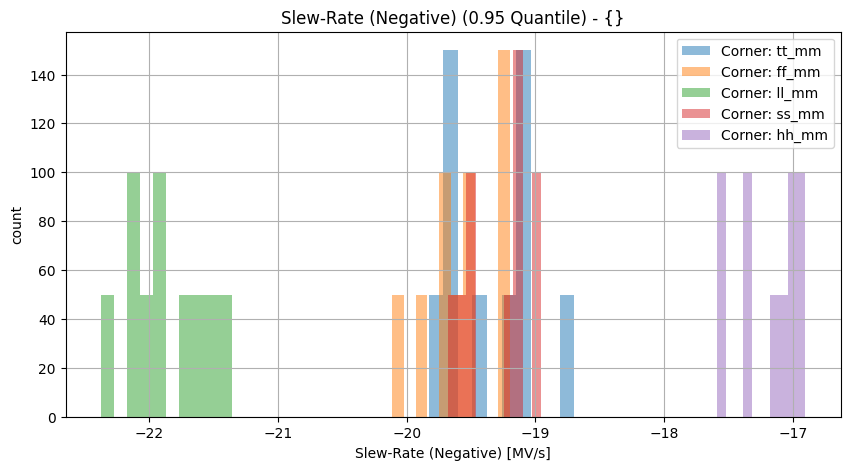 Slew-Rate (Negative) (0.95 Quantile) - {}
Corner: tt_mm
Corner: ff_mm
Corner: ll_mm
Corner: ss_mm
Corner: hh_mm
140
120
100
80
60
40
20
0
count
−22
−21
−20
−19
−18
−17
Slew-Rate (Negative) [MV/s]